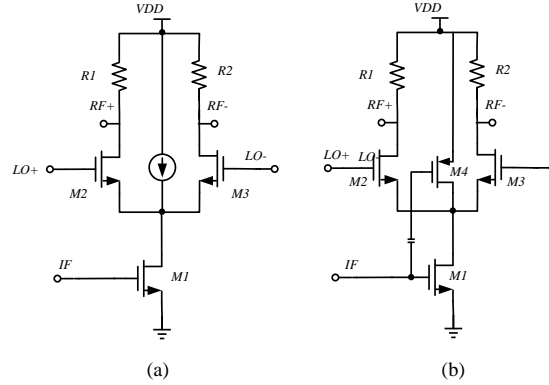 VDD
R1
R2
RF+
RF-
LO+
LO-
M2
M3
IF
M1
(a)
VDD
R1
R2
RF+
RF-
LO+
LO-
M2
M4
M3
IF
M1
(b)